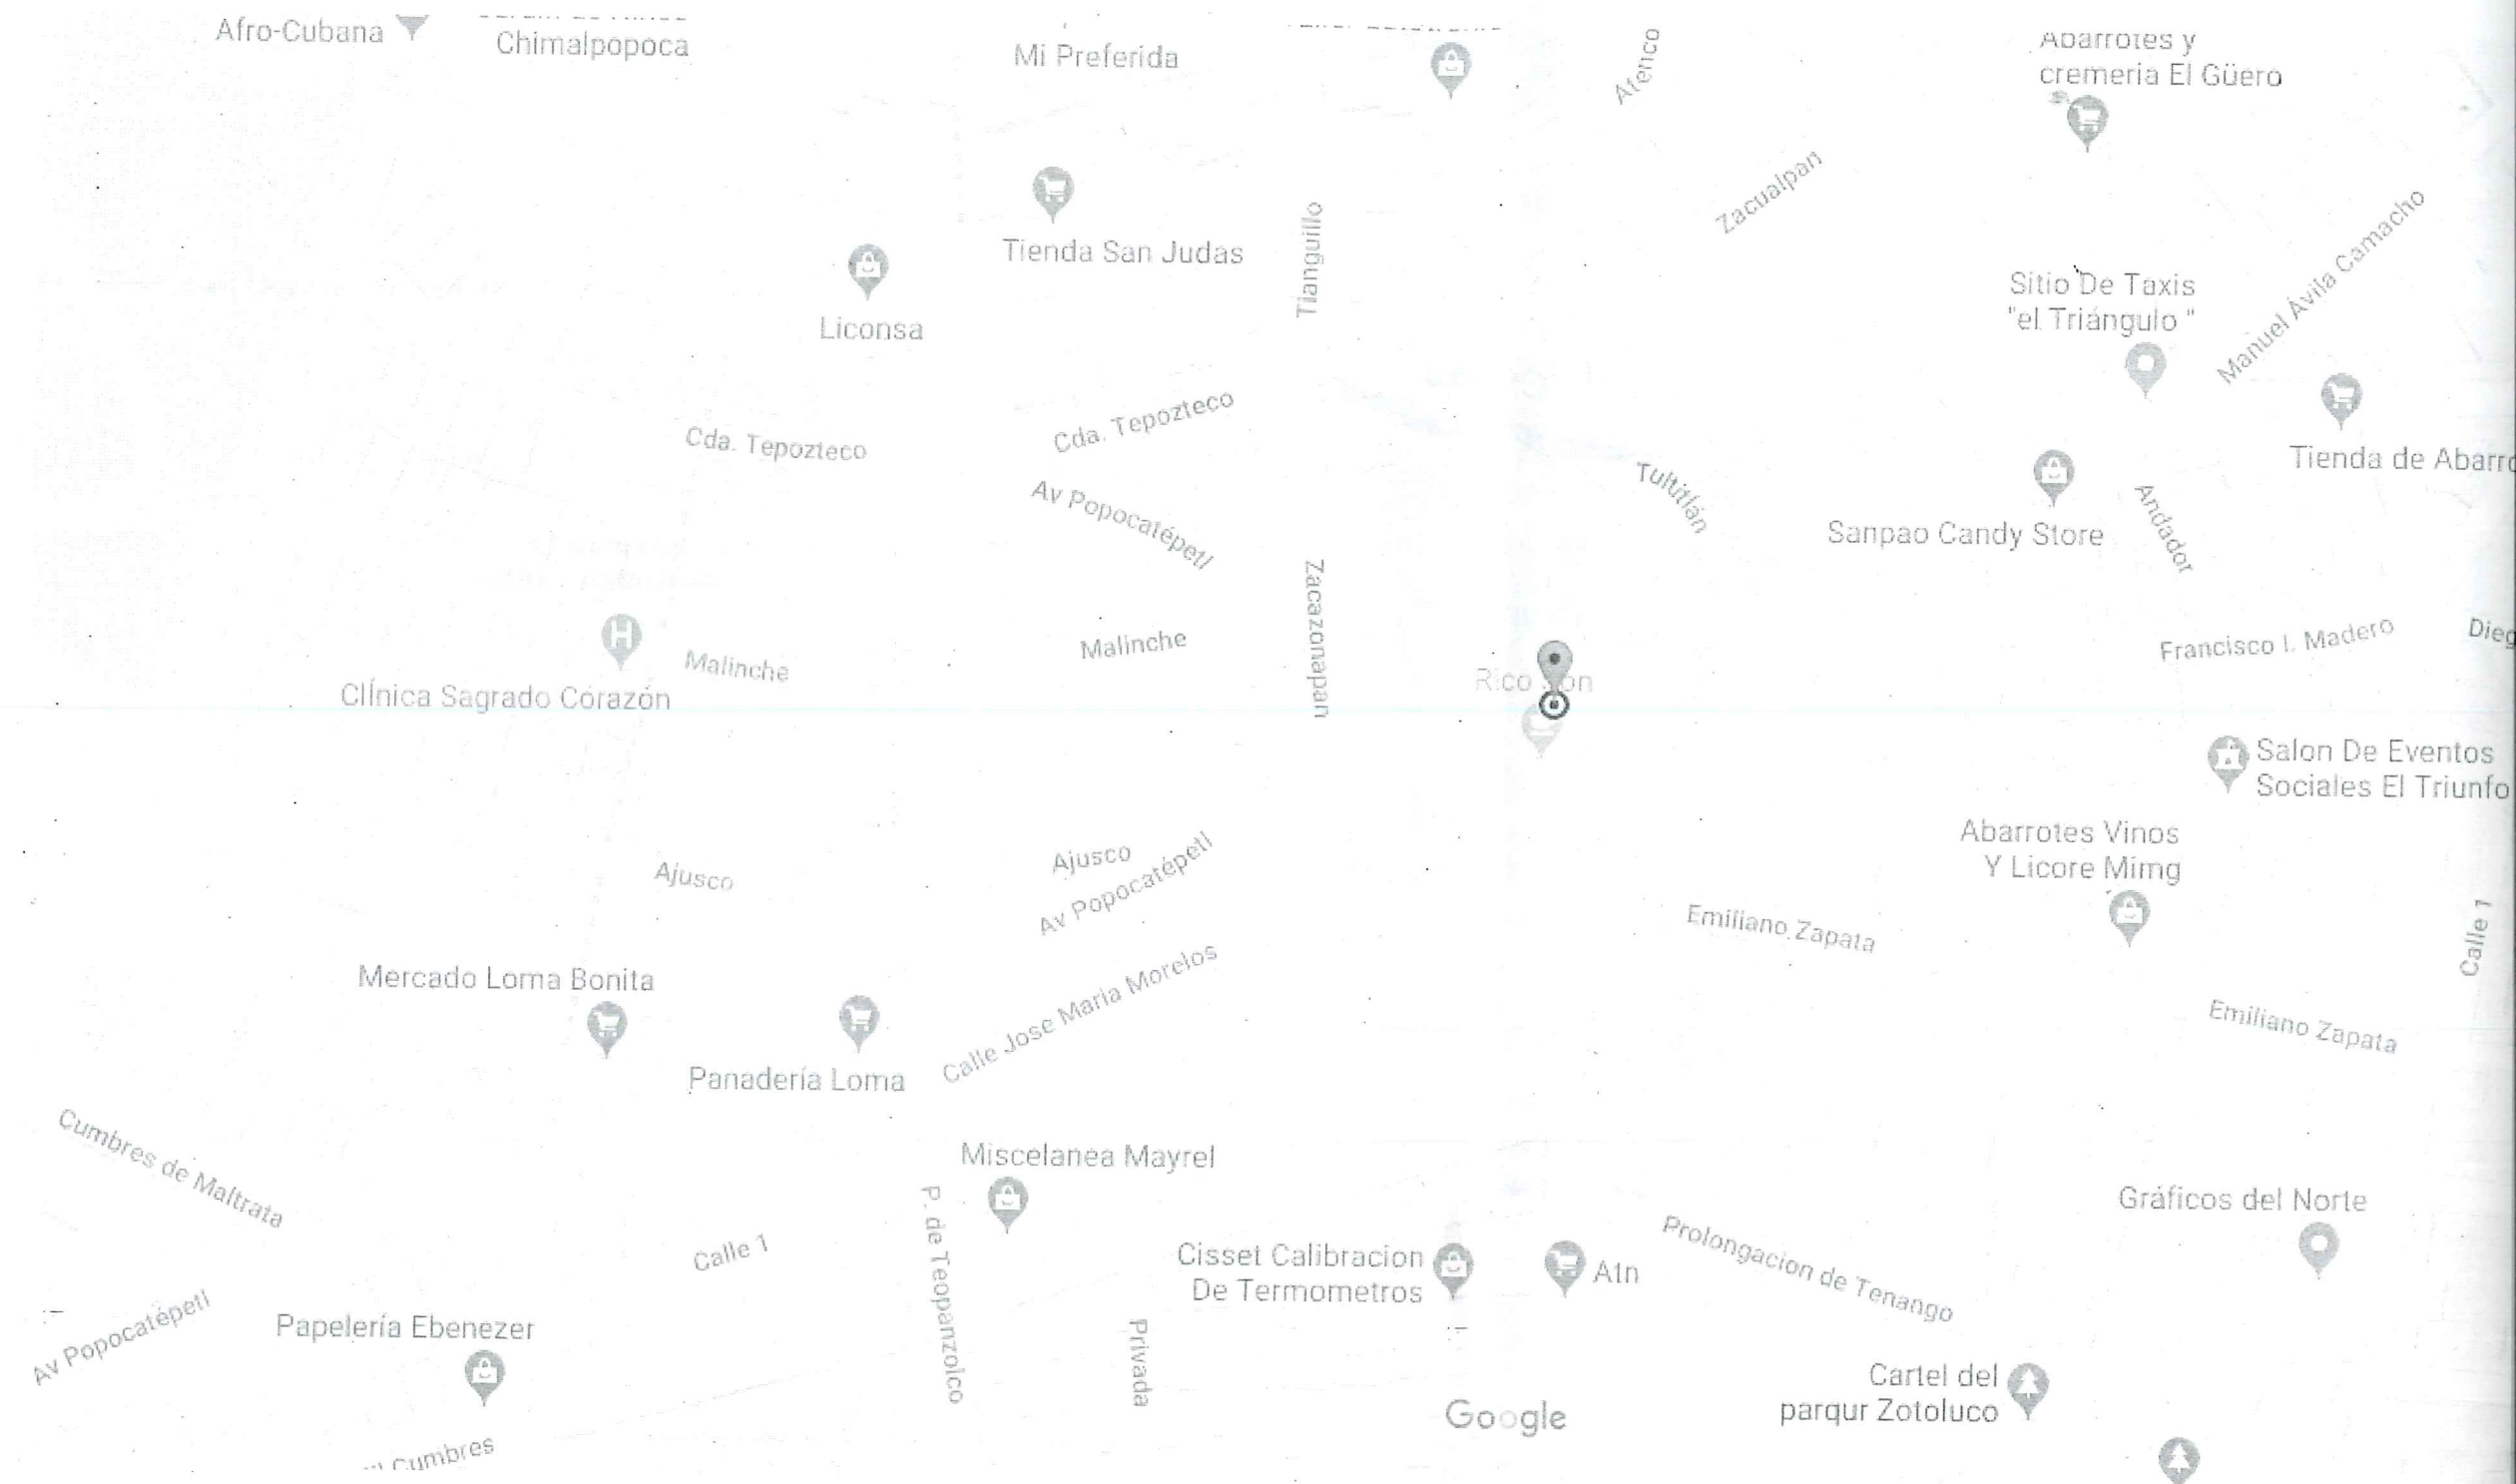 Afro-Cubana
Chimalpopoca
Mi Preferida
Atenco
Abarrotes y
cremeria El Güero
Zacualpan
Tienda San Judas
Tianguillo
Liconsa
Manuel Ávila Camacho
Sitio De Taxis
"el Triángulo "
Cda. Tepozteco
Cda. Tepozteco
Tienda de Abarro
Av Popocatépetl
Tultitlán
Sanpao Candy Store
Andador
Zacazonapan
Malinche
Malinche
Francisco I. Madero
Dieg
Clínica Sagrado Corazón
Rico
Salon De Eventos
Sociales El Triunfo
Abarrotes Vinos
Y Licore Mimg
Ajusco
Ajusco
Av Popocatépetl
Emiliano Zapata
Calle 1
Mercado Loma Bonita
Calle Jose Maria Morelos
Emiliano Zapata
Panadería Loma
Cumbres de Maltrata
Miscelanea Mayrel
P. de Teopanzolco
Gráficos del Norte
Calle 1
Cisset Calibracion
De Termometros
Atn
Prolongacion de Tenango
Av Popocatépetl
Papelería Ebenezer
Privada
Cartel del
parqur Zotoluco
Google
Cumbres